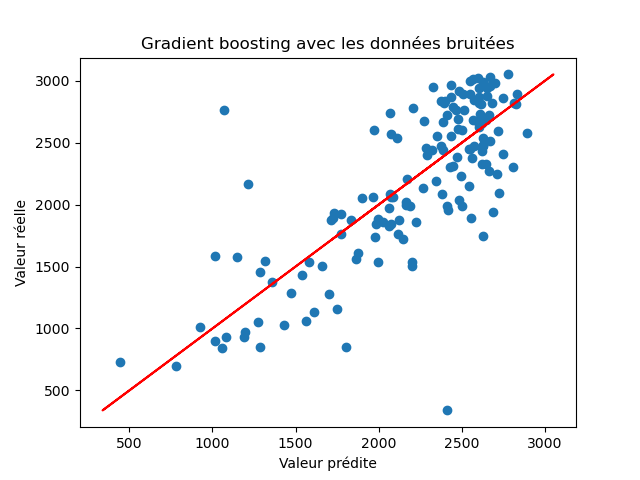 Gradient boosting avec les données bruitées
Valeur réelle
3000
2500
2000
1500
1000
500
500 1000 1500 2000 2500 3000
Valeur prédite